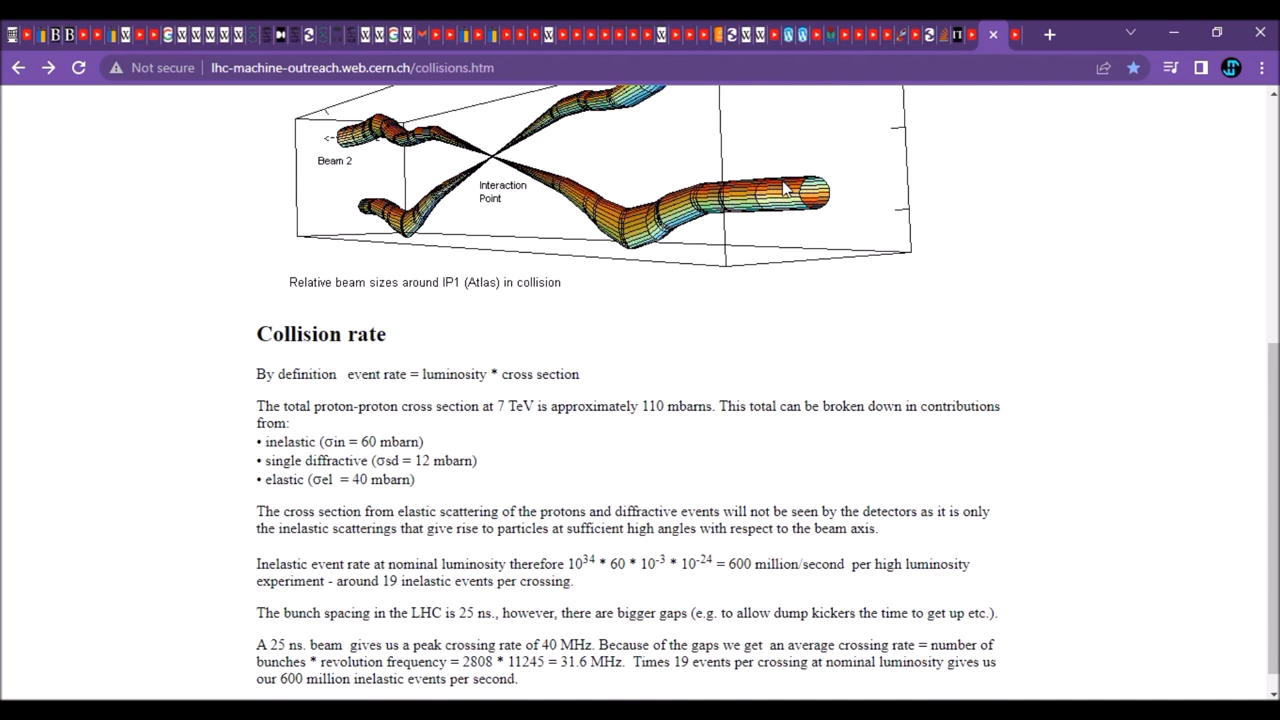 Not secure
lhc-machine-outreach.web.cern.ch/collisions.htm
Beam 2
Interaction
Point
Relative beam sizes around IP1 (Atlas) in collision
Collision rate
By definition event rate = luminosity * cross section
The total proton-proton cross section at 7 TeV is approximately 110 mbarns. This total can be broken down in contributions
from:
• inelastic (σin = 60 mbarn)
• single diffractive (σsd = 12 mbarn)
• elastic (σel = 40 mbarn)
The cross section from elastic scattering of the protons and diffractive events will not be seen by the detectors as it is only
the inelastic scatterings that give rise to particles at sufficient high angles with respect to the beam axis.
Inelastic event rate at nominal luminosity therefore 10^34 * 60 * 10^-3 * 10^-24 = 600 million/second per high luminosity
experiment - around 19 inelastic events per crossing.
The bunch spacing in the LHC is 25 ns., however, there are bigger gaps (e.g. to allow dump kickers the time to get up etc.).
A 25 ns. beam gives us a peak crossing rate of 40 MHz. Because of the gaps we get an average crossing rate = number of
bunches * revolution frequency = 2808 * 11245 = 31.6 MHz. Times 19 events per crossing at nominal luminosity gives us
our 600 million inelastic events per second.